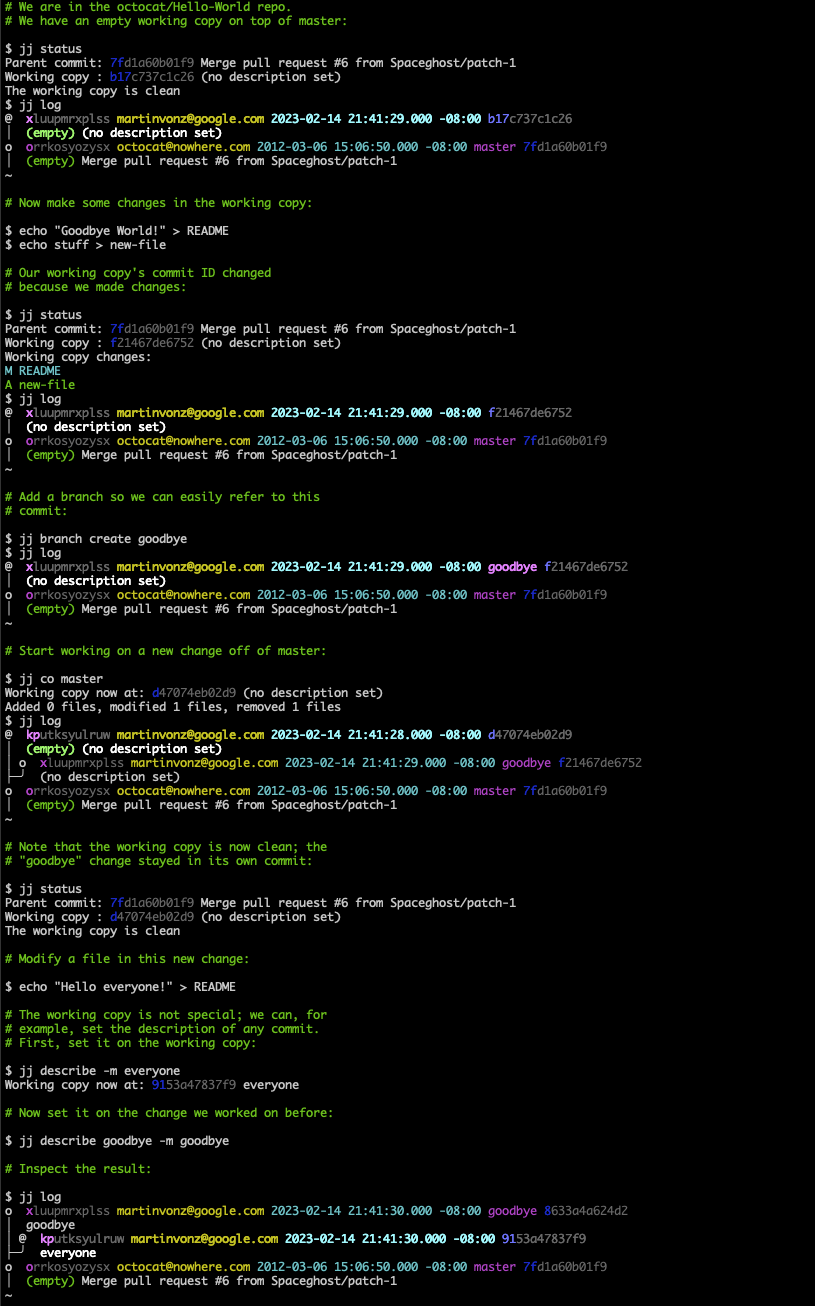 # We are in the octocat/Hello-World repo.
# We have an empty working copy on top of master:
$ jj status
Parent commit: 7fd1a60b01f9 Merge pull request #6 from Spaceghost/patch-1
Working copy : b17c737c1c26 (no description set)
The working copy is clean
$ jj log
@  xluupmrxplss martinvonz@google.com 2023-02-14 21:41:29.000 -08:00 b17c737c1c26
│  (empty) (no description set)
o  orrkosyozysx octocat@nowhere.com 2012-03-06 15:06:50.000 -08:00 master 7fd1a60b01f9
│  (empty) Merge pull request #6 from Spaceghost/patch-1
~
# Now make some changes in the working copy:
$ echo "Goodbye World!" > README
$ echo stuff > new-file
# Our working copy's commit ID changed
# because we made changes:
$ jj status
Parent commit: 7fd1a60b01f9 Merge pull request #6 from Spaceghost/patch-1
Working copy : f21467de6752 (no description set)
Working copy changes:
M README
A new-file
$ jj log
@  xluupmrxplss martinvonz@google.com 2023-02-14 21:41:29.000 -08:00 f21467de6752
│  (no description set)
o  orrkosyozysx octocat@nowhere.com 2012-03-06 15:06:50.000 -08:00 master 7fd1a60b01f9
│  (empty) Merge pull request #6 from Spaceghost/patch-1
~
# Add a branch so we can easily refer to this
# commit:
$ jj branch create goodbye
$ jj log
@  xluupmrxplss martinvonz@google.com 2023-02-14 21:41:29.000 -08:00 goodbye f21467de6752
│  (no description set)
o  orrkosyozysx octocat@nowhere.com 2012-03-06 15:06:50.000 -08:00 master 7fd1a60b01f9
│  (empty) Merge pull request #6 from Spaceghost/patch-1
~
# Start working on a new change off of master:
$ jj co master
Working copy now at: d47074eb02d9 (no description set)
Added 0 files, modified 1 files, removed 1 files
$ jj log
@  kputksyulruw martinvonz@google.com 2023-02-14 21:41:28.000 -08:00 d47074eb02d9
│  (empty) (no description set)
│ o  xluupmrxplss martinvonz@google.com 2023-02-14 21:41:29.000 -08:00 goodbye f21467de6752
├─╯  (no description set)
o  orrkosyozysx octocat@nowhere.com 2012-03-06 15:06:50.000 -08:00 master 7fd1a60b01f9
│  (empty) Merge pull request #6 from Spaceghost/patch-1
~
# Note that the working copy is now clean; the
# "goodbye" change stayed in its own commit:
$ jj status
Parent commit: 7fd1a60b01f9 Merge pull request #6 from Spaceghost/patch-1
Working copy : d47074eb02d9 (no description set)
The working copy is clean
# Modify a file in this new change:
$ echo "Hello everyone!" > README
# The working copy is not special; we can, for
# example, set the description of any commit.
# First, set it on the working copy:
$ jj describe -m everyone
Working copy now at: 9153a47837f9 everyone
# Now set it on the change we worked on before:
$ jj describe goodbye -m goodbye
# Inspect the result:
$ jj log
o  xluupmrxplss martinvonz@google.com 2023-02-14 21:41:30.000 -08:00 goodbye 8633a4a624d2
│  goodbye
│ @  kputksyulruw martinvonz@google.com 2023-02-14 21:41:30.000 -08:00 9153a47837f9
├─╯  everyone
o  orrkosyozysx octocat@nowhere.com 2012-03-06 15:06:50.000 -08:00 master 7fd1a60b01f9
│  (empty) Merge pull request #6 from Spaceghost/patch-1
~